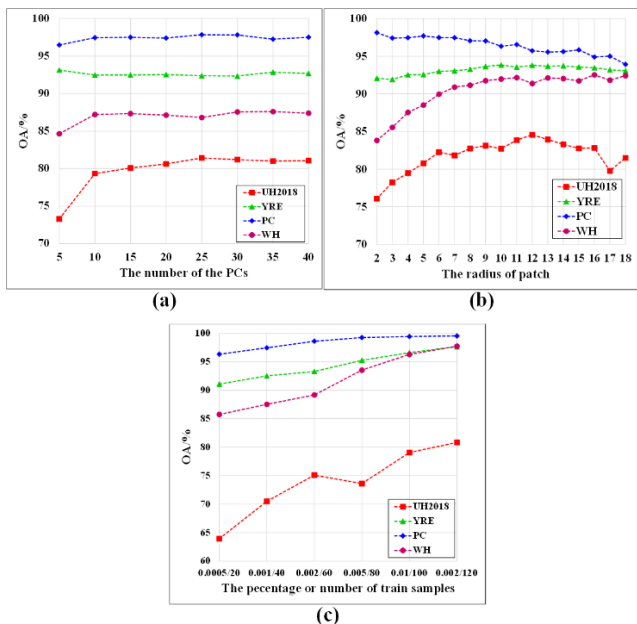 100
95
90
85
80
75
70
OA/%
UH2018
YRE
PC
WH
5 10 15 20 25 30 35 40
The number of the PCs
(a)
100
95
90
85
80
75
70
OA/%
UH2018
YRE
PC
WH
2 3 4 5 6 7 8 9 10 11 12 13 14 15 16 17 18
The radius of patch
(b)
100
95
90
85
80
75
70
65
60
OA/%
UH2018
YRE
PC
WH
0.0005/20 0.001/40 0.002/60 0.005/80 0.01/100 0.002/120
The pecentage or number of train samples
(c)